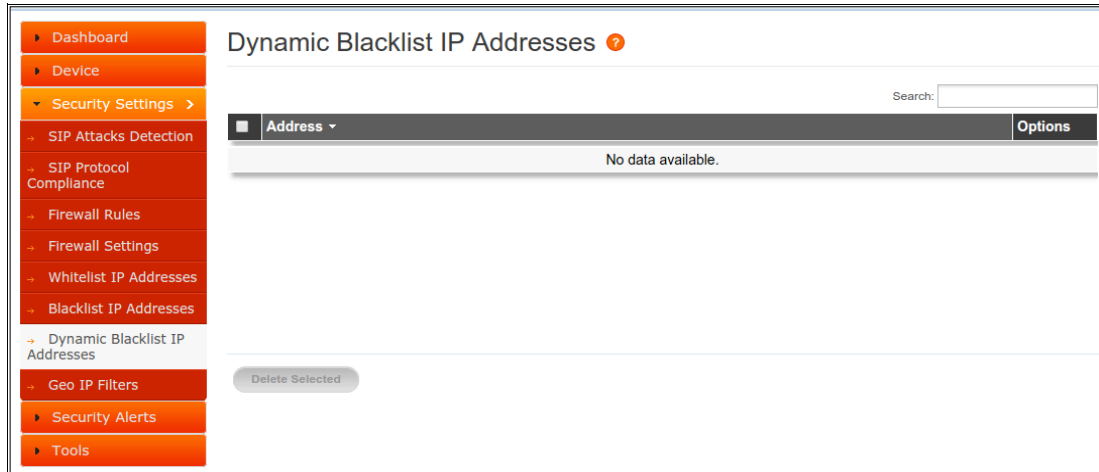 Dashboard
Device
Security Settings
SIP Attacks Detection
SIP Protocol
Compliance
Firewall Rules
Firewall Settings
Whitelist IP Addresses
Blacklist IP Addresses
Dynamic Blacklist IP
Addresses
Geo IP Filters
Security Alerts
Tools
Dynamic Blacklist IP Addresses ?
Search:
Address Options
No data available.
Delete Selected